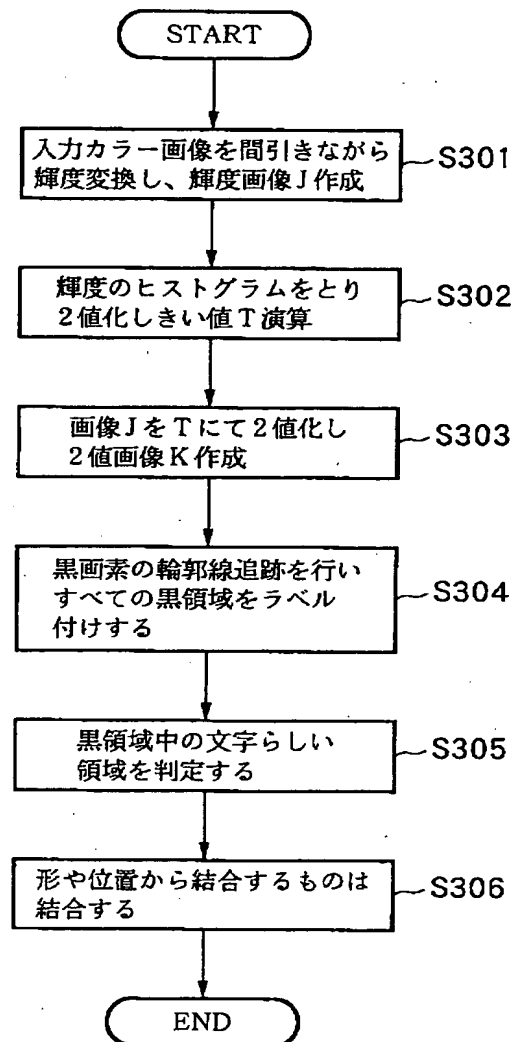 START
入力カラー画像を間引きながら
輝度変換し、輝度画像J作成
S301
輝度のヒストグラムをとり
2値化しきい値T演算
S302
画像JをTにて2値化し
2値画像K作成
S303
黒画素の輪郭線追跡を行い
すべての黒領域をラベル
付けする
S304
黒領域中の文字らしい
領域を判定する
S305
形や位置から結合するものは
結合する
S306
END